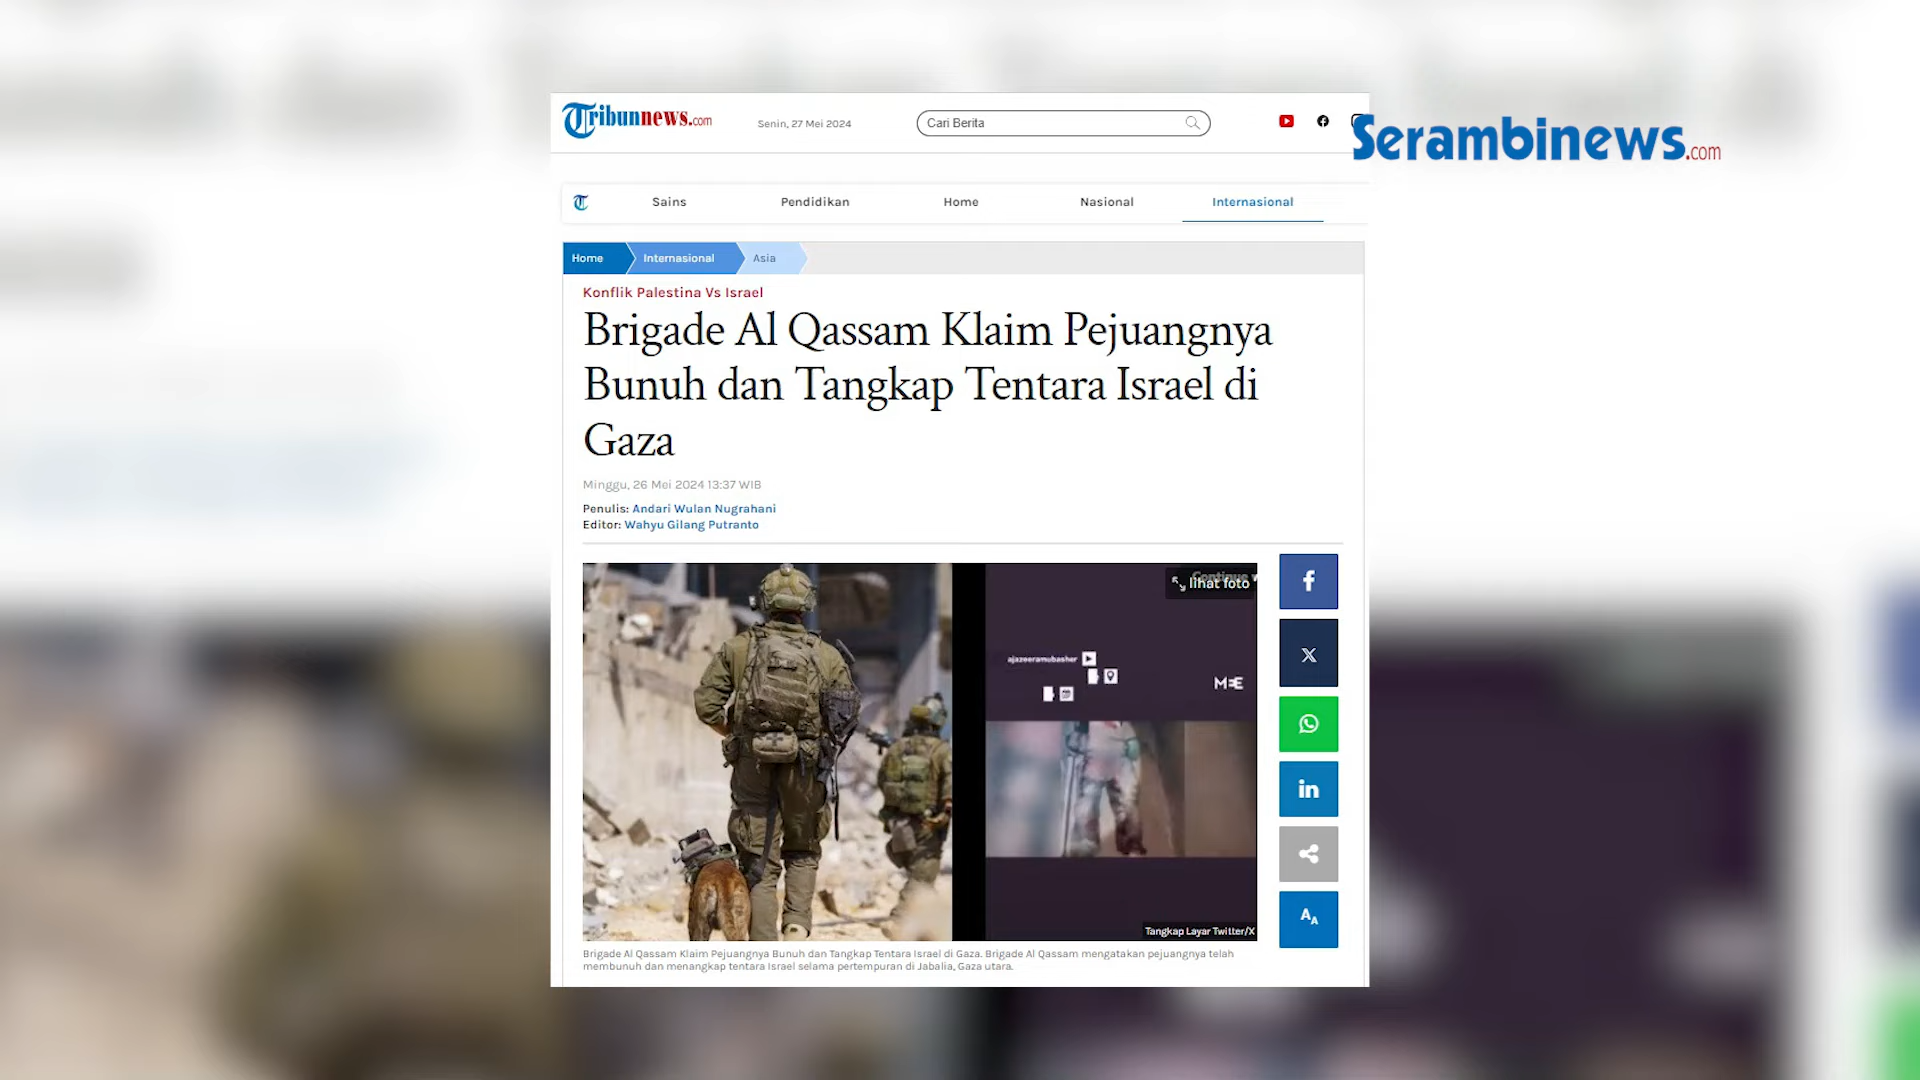 Tribunnews.com
Senin, 27 Mei 2024
Cari Berita
Serambinews.com
Sains
Pendidikan
Home
Nasional
Internasional
Home
Internasional
Asia
Konflik Palestina Vs Israel
Brigade Al Qassam Klaim Pejuangnya
Bunuh dan Tangkap Tentara Israel di
Gaza
Minggu, 26 Mei 2024 13:37 WIB
Penulis: Andari Wulan Nugrahani
Editor: Wahyu Gilang Putranto
lihat foto
ajazeeramubasher
MEE
Tangkap Layar Twitter/X
Brigade Al Qassam Klaim Pejuangnya Bunuh dan Tangkap Tentara Israel di Gaza. Brigade Al Qassam mengatakan pejuangnya telah
membunuh dan menangkap tentara Israel selama pertempuran di Jabalia, Gaza utara.